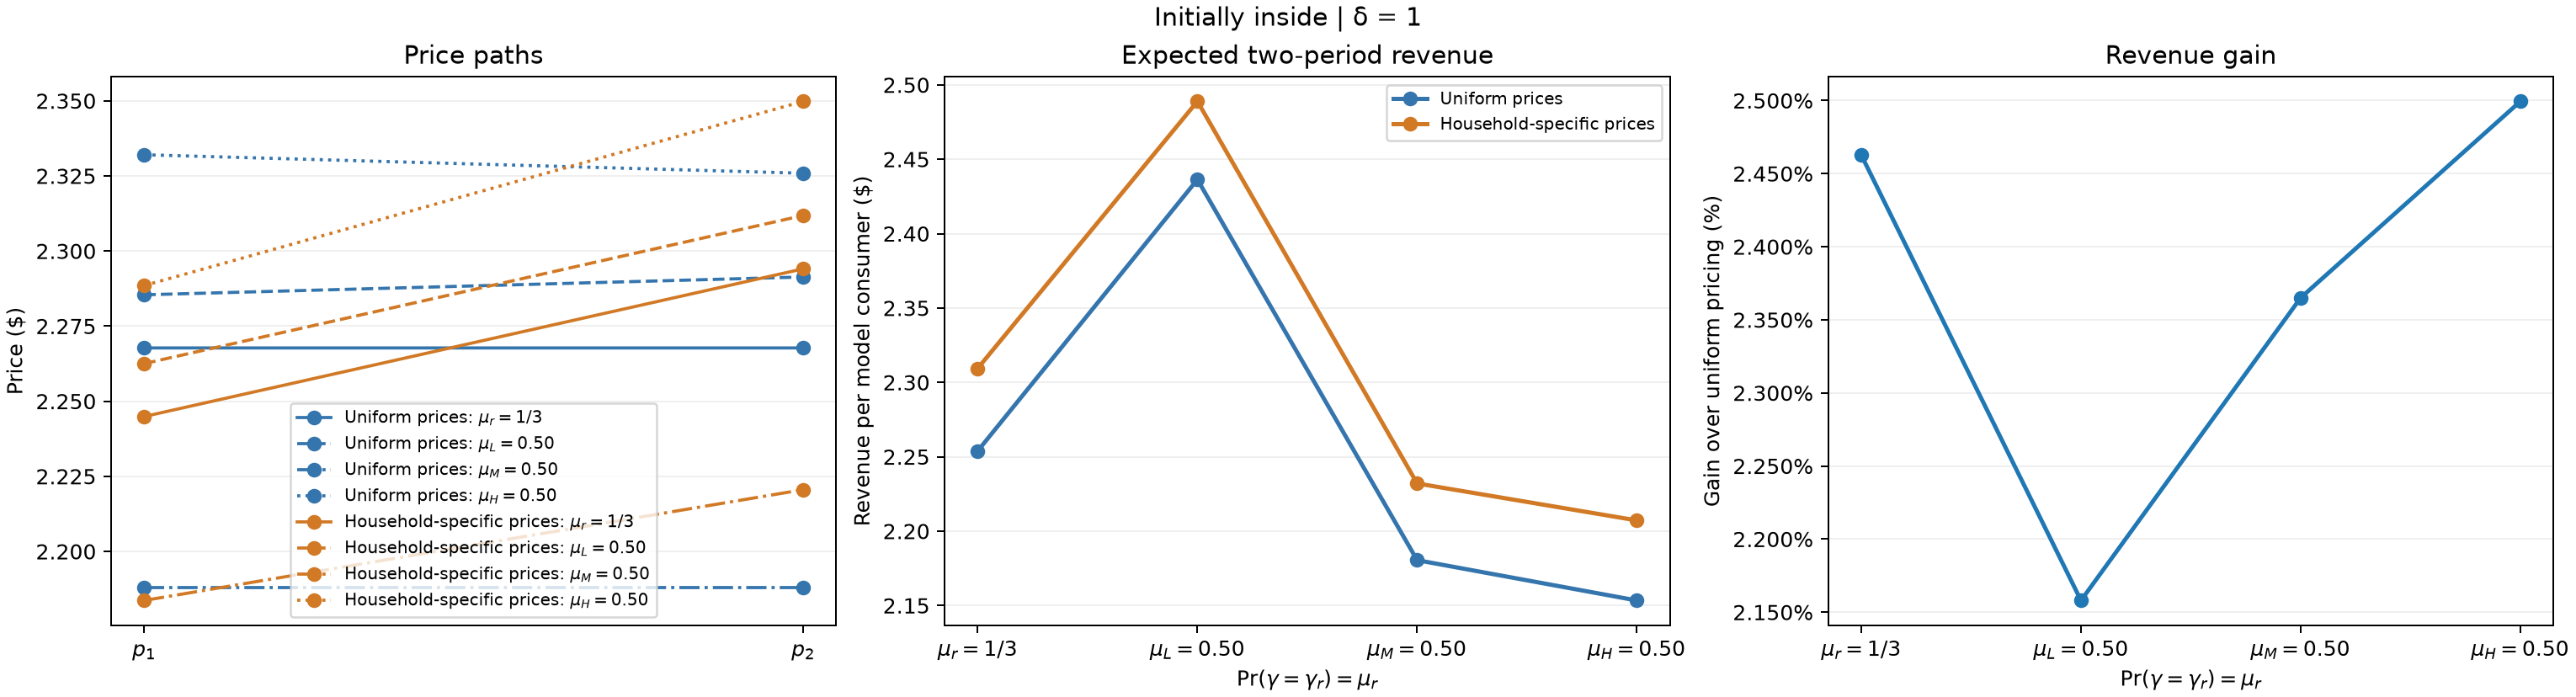 Initially inside | δ = 1
Price paths
Price ($)
2.350
2.325
2.300
2.275
2.250
2.225
2.200
Uniform prices: μr = 1/3
Uniform prices: μL = 0.50
Uniform prices: μM = 0.50
Uniform prices: μH = 0.50
Household-specific prices: μr = 1/3
Household-specific prices: μL = 0.50
Household-specific prices: μM = 0.50
Household-specific prices: μH = 0.50
p1
p2
Expected two-period revenue
Revenue per model consumer ($)
2.50
2.45
2.40
2.35
2.30
2.25
2.20
2.15
Uniform prices
Household-specific prices
μr = 1/3
μL = 0.50
μM = 0.50
μH = 0.50
Pr(γ = γr) = μr
Revenue gain
Gain over uniform pricing (%)
2.500%
2.450%
2.400%
2.350%
2.300%
2.250%
2.200%
2.150%
μr = 1/3
μL = 0.50
μM = 0.50
μH = 0.50
Pr(γ = γr) = μr